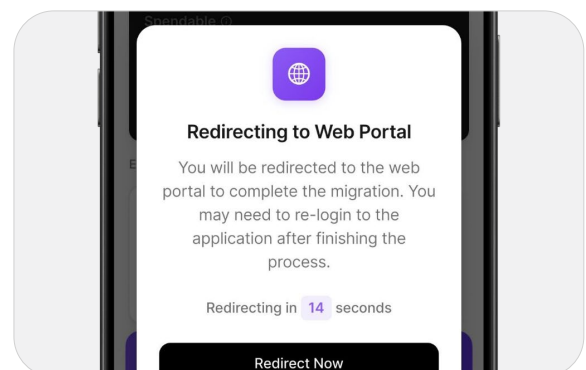 Spendable
Redirecting to Web Portal
You will be redirected to the web
portal to complete the migration. You
may need to re-login to the
application after finishing the
process.
Redirecting in 14 seconds
Redirect Now